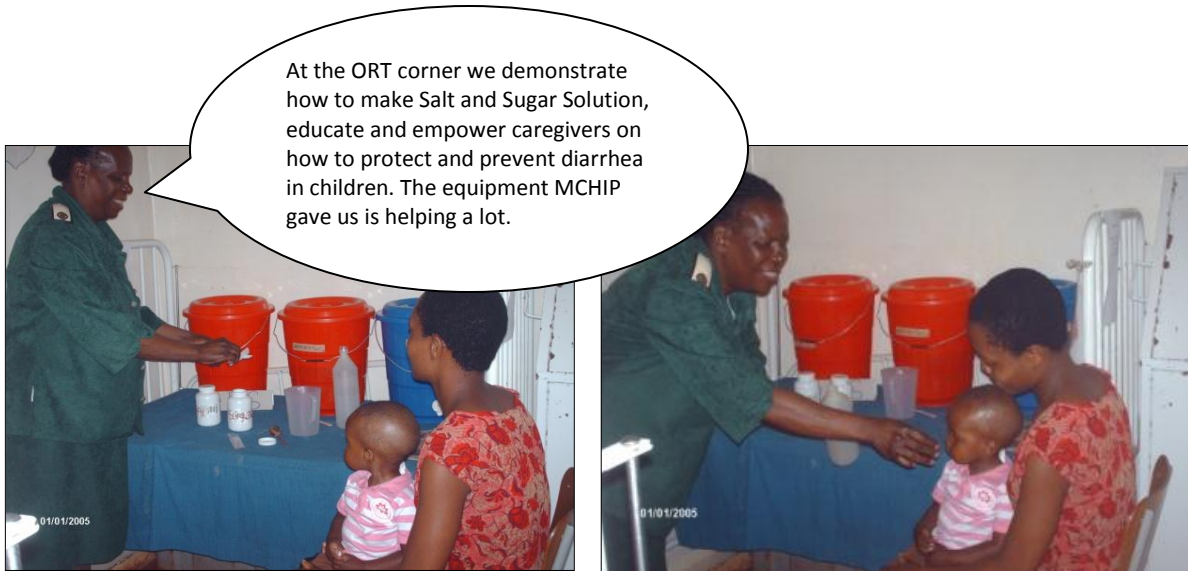 At the ORT corner we demonstrate
how to make Salt and Sugar Solution,
educate and empower caregivers on
how to protect and prevent diarrhea
in children. The equipment MCHIP
gave us is helping a lot.
01/01/2005
01/01/2005